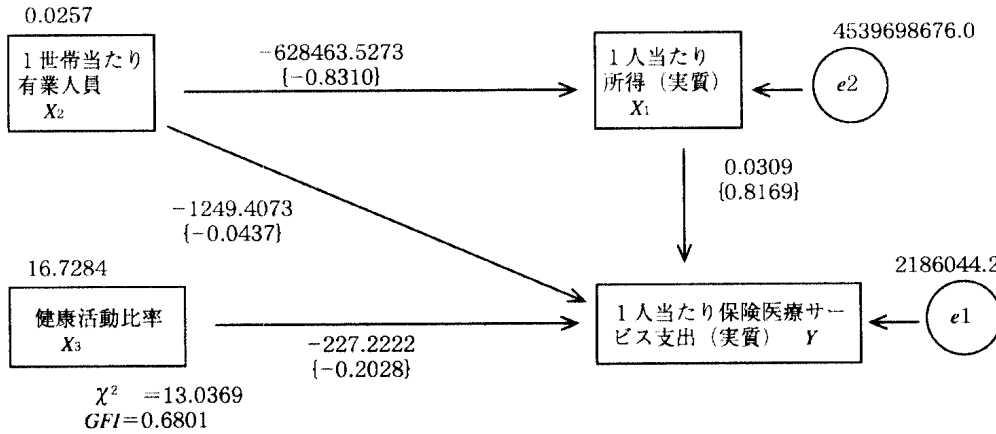 0.0257
1世帯当たり
有業人員
X2
-628463.5273
{-0.8310}
1人当たり
所得（実質）
X1
4539698676.0
e2
0.0309
{0.8169}
-1249.4073
{-0.0437}
16.7284
健康活動比率
X3
-227.2222
{-0.2028}
1人当たり保険医療サー
ビス支出（実質） Y
2186044.2
e1
χ² =13.0369
GFI=0.6801